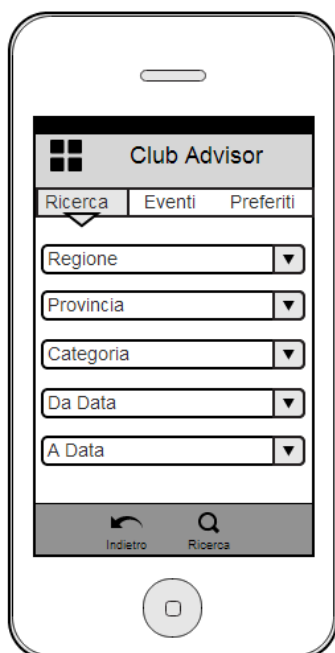 Club Advisor
Ricerca Eventi Preferiti
Regione
Provincia
Categoria
Da Data
A Data
Indietro Ricerca